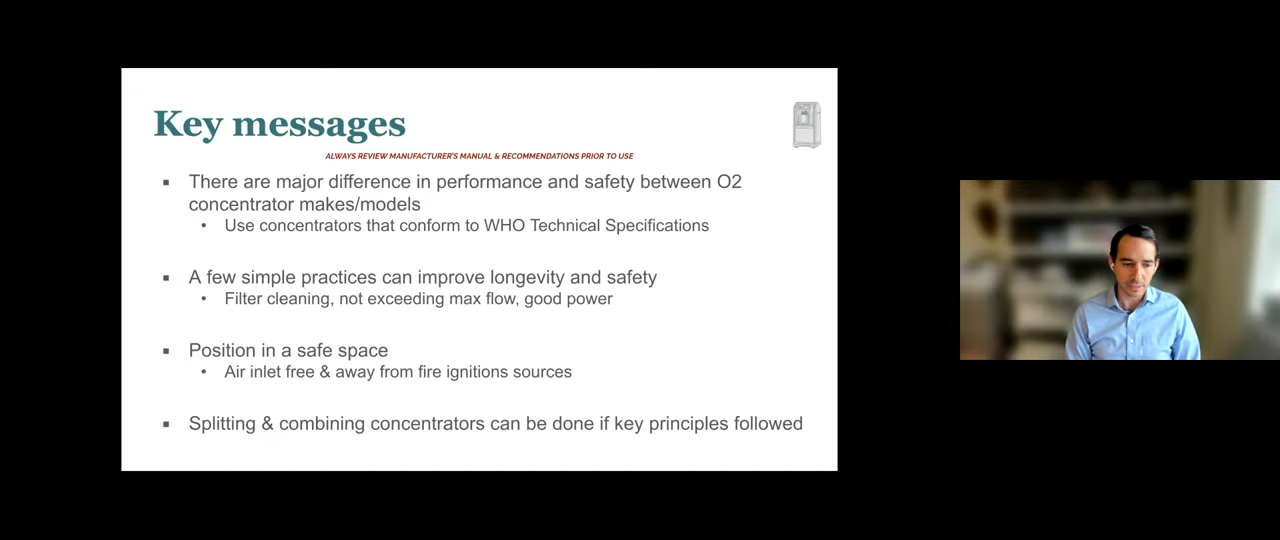 Key messages
ALWAYS REVIEW MANUFACTURER'S MANUAL & RECOMMENDATIONS PRIOR TO USE
▪ There are major difference in performance and safety between O2
concentrator makes/models
• Use concentrators that conform to WHO Technical Specifications
▪ A few simple practices can improve longevity and safety
• Filter cleaning, not exceeding max flow, good power
▪ Position in a safe space
• Air inlet free & away from fire ignitions sources
▪ Splitting & combining concentrators can be done if key principles followed